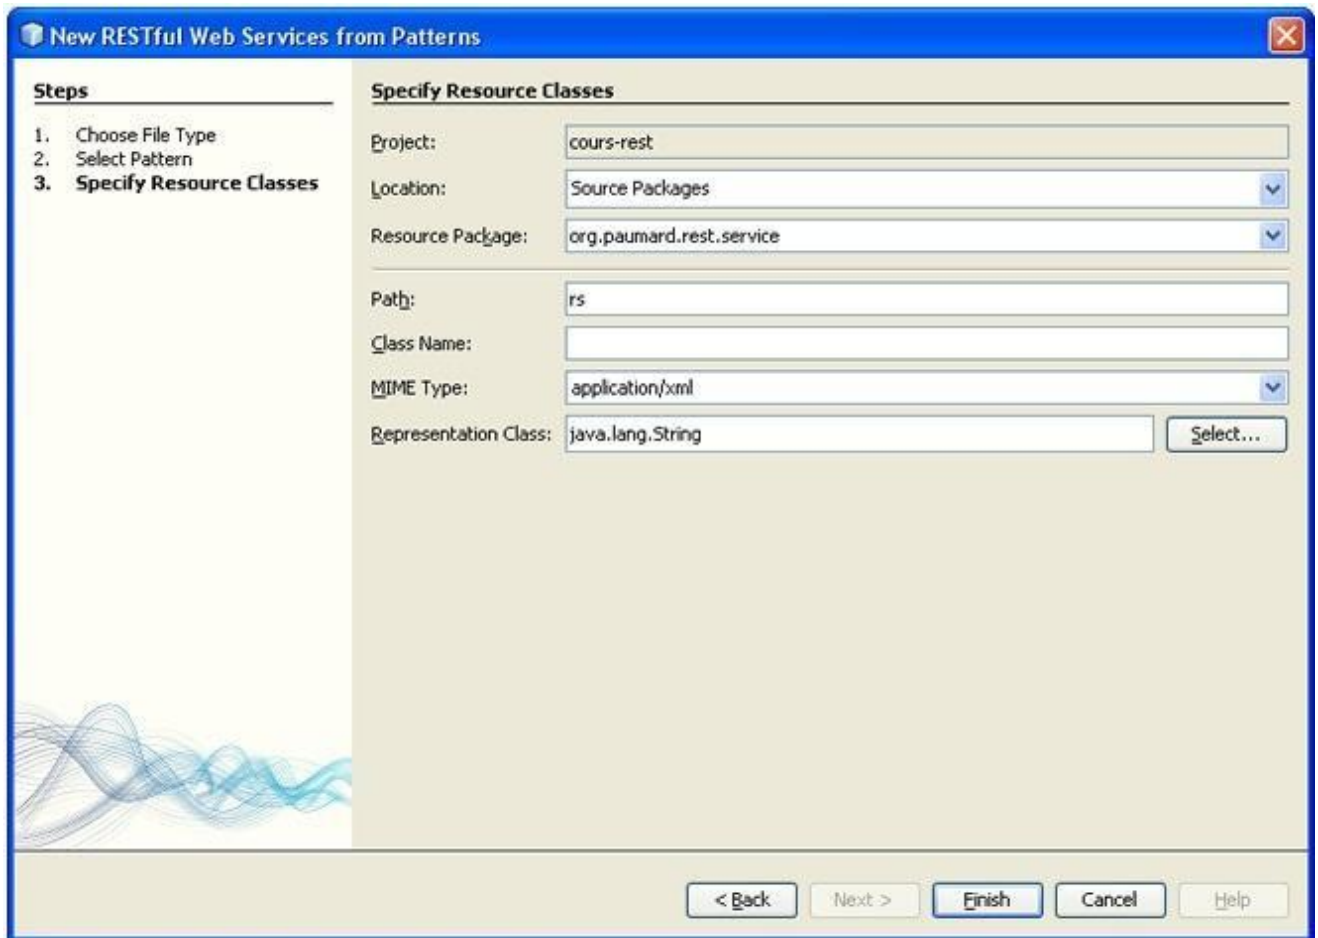 New RESTful Web Services from Patterns
Steps
1. Choose File Type
2. Select Pattern
3. Specify Resource Classes
Specify Resource Classes
Project: cours-rest
Location: Source Packages
Resource Package: org.paumard.rest.service
Path: rs
Class Name:
MIME Type: application/xml
Representation Class: java.lang.String Select...
< Back Next > Finish Cancel Help